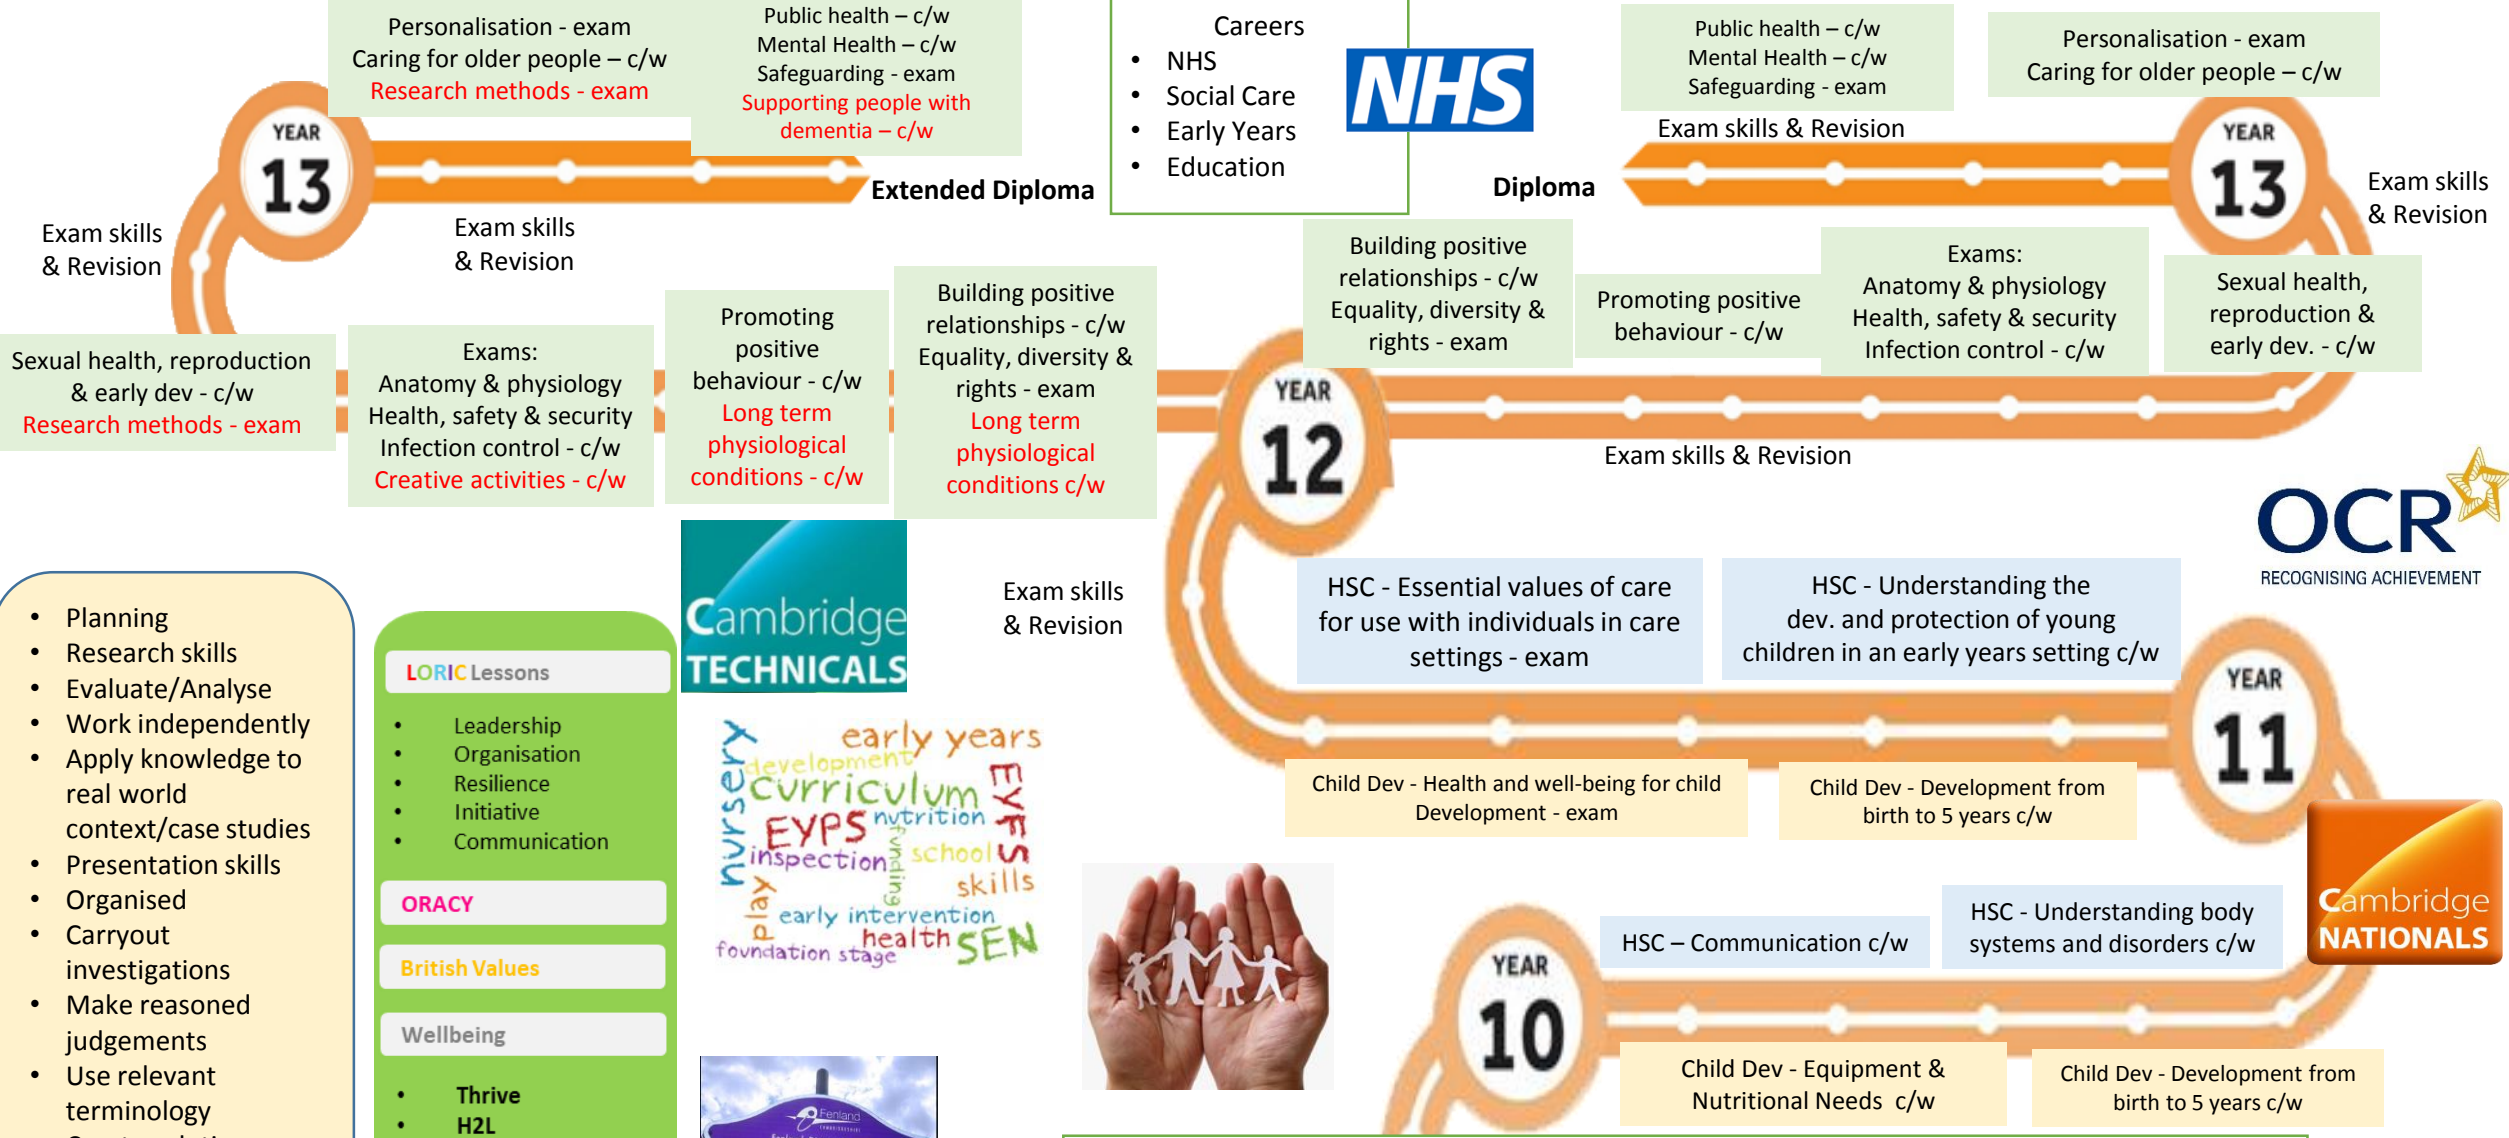 Personalisation - exam
Caring for older people – c/w
Research methods - exam
Public health – c/w
Mental Health – c/w
Safeguarding - exam
Supporting people with
dementia – c/w
Careers
• NHS
• Social Care
• Early Years
• Education
NHS
Public health – c/w
Mental Health – c/w
Safeguarding - exam
Personalisation - exam
Caring for older people – c/w
YEAR
13
Extended Diploma
Diploma
Exam skills & Revision
YEAR
13
Exam skills
& Revision
Exam skills
& Revision
Exam skills
& Revision
Sexual health, reproduction
& early dev - c/w
Research methods - exam
Exams:
Anatomy & physiology
Health, safety & security
Infection control - c/w
Creative activities - c/w
Promoting
positive
behaviour - c/w
Long term
physiological
conditions - c/w
Building positive
relationships - c/w
Equality, diversity &
rights - exam
Long term
physiological
conditions c/w
Building positive
relationships - c/w
Equality, diversity &
rights - exam
Promoting positive
behaviour - c/w
Exams:
Anatomy & physiology
Health, safety & security
Infection control - c/w
Sexual health,
reproduction &
early dev. - c/w
YEAR
12
Exam skills & Revision
OCR
RECOGNISING ACHIEVEMENT
Exam skills
& Revision
HSC - Essential values of care
for use with individuals in care
settings - exam
HSC - Understanding the
dev. and protection of young
children in an early years setting c/w
YEAR
11
Child Dev - Health and well-being for child
Development - exam
Child Dev - Development from
birth to 5 years c/w
Cambridge
NATIONALS
HSC – Communication c/w
HSC - Understanding body
systems and disorders c/w
YEAR
10
Child Dev - Equipment &
Nutritional Needs c/w
Child Dev - Development from
birth to 5 years c/w
• Planning
• Research skills
• Evaluate/Analyse
• Work independently
• Apply knowledge to
real world
context/case studies
• Presentation skills
• Organised
• Carryout
investigations
• Make reasoned
judgements
• Use relevant
terminology
LORIC Lessons
• Leadership
• Organisation
• Resilience
• Initiative
• Communication
ORACY
British Values
Wellbeing
• Thrive
• H2L
Cambridge
TECHNICALS
nursery
early years
development
curriculum
EYFS
EYPS
nutrition
inspection
funding
school
skills
play
early intervention
health
SEN
foundation stage
Fenland